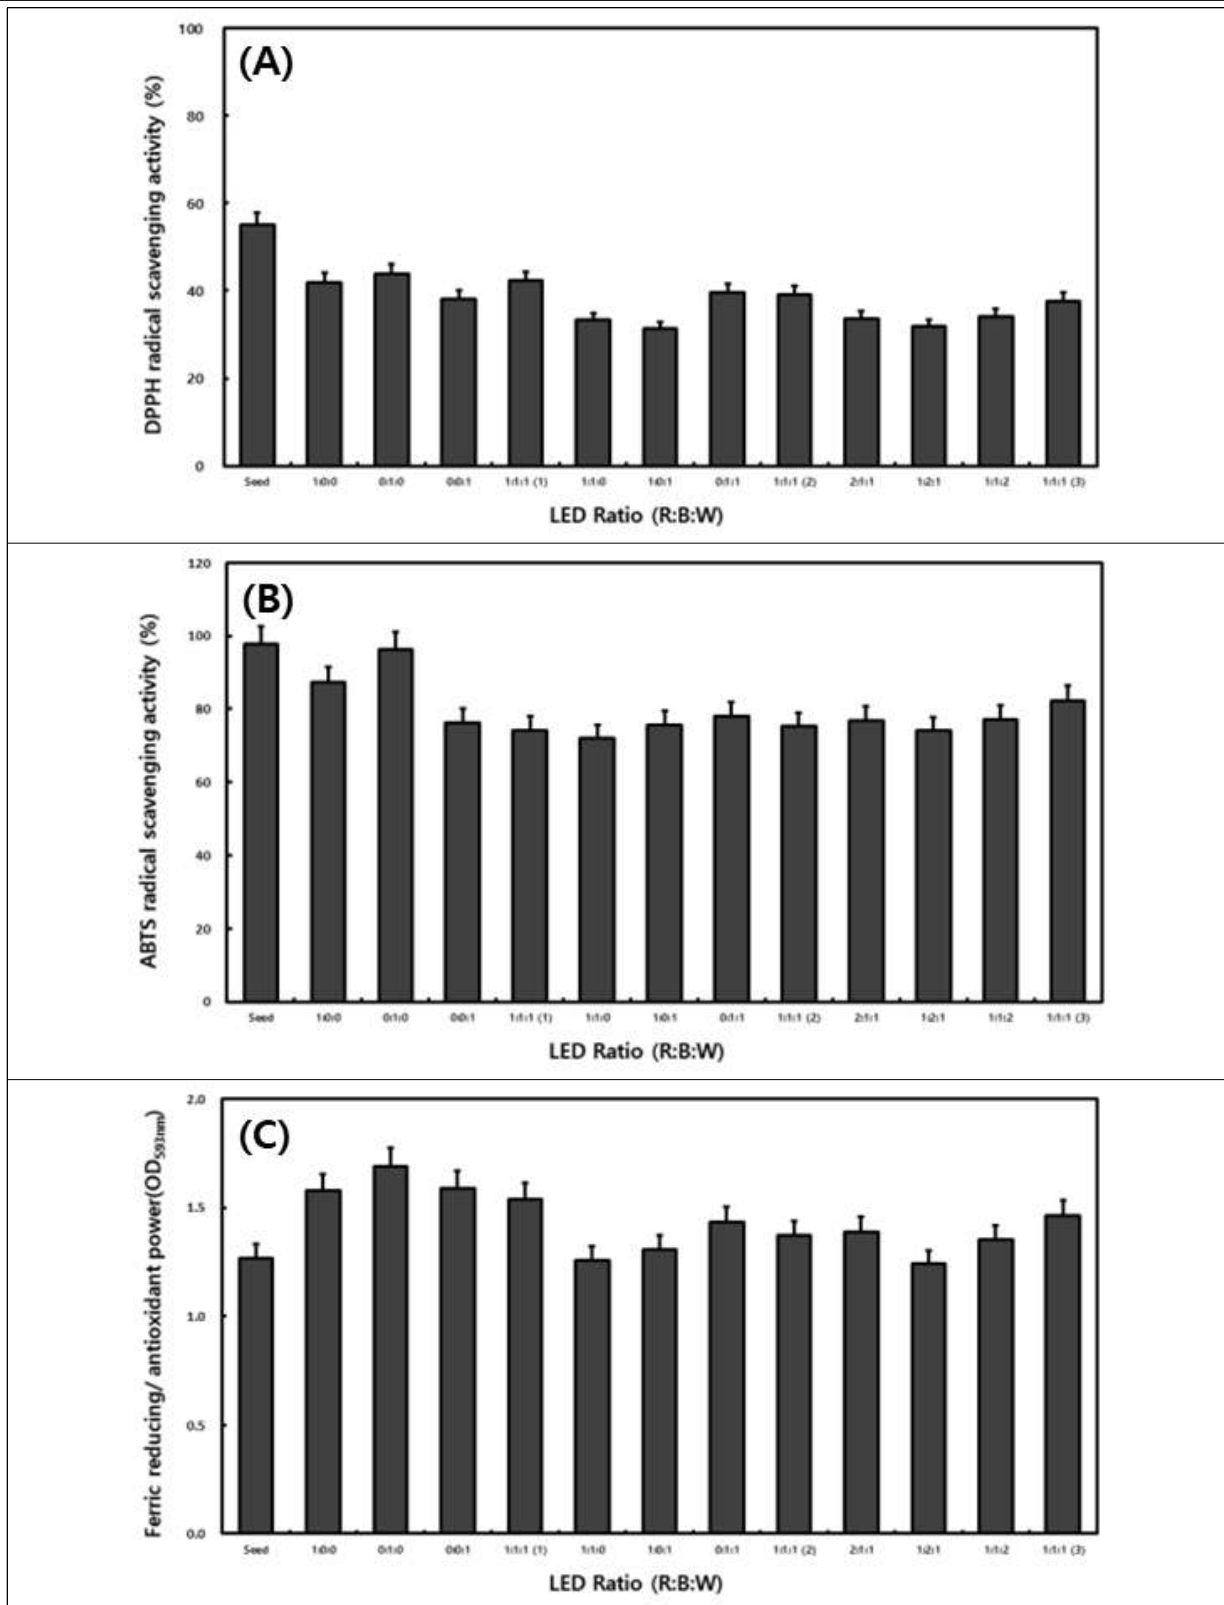 (A)
DPPH radical scavenging activity (%)
100
80
60
40
20
0
Seed 1:0:0 0:1:0 0:0:1 1:1:1 (1) 1:1:0 1:0:1 0:1:1 1:1:1 (2) 2:1:1 1:2:1 1:1:2 1:1:1 (3)
LED Ratio (R:B:W)
(B)
ABTS radical scavenging activity (%)
120
100
80
60
40
20
0
Seed 1:0:0 0:1:0 0:0:1 1:1:1 (1) 1:1:0 1:0:1 0:1:1 1:1:1 (2) 2:1:1 1:2:1 1:1:2 1:1:1 (3)
LED Ratio (R:B:W)
(C)
Ferric reducing/ antioxidant power(OD593nm)
2.0
1.5
1.0
0.5
0.0
Seed 1:0:0 0:1:0 0:0:1 1:1:1 (1) 1:1:0 1:0:1 0:1:1 1:1:1 (2) 2:1:1 1:2:1 1:1:2 1:1:1 (3)
LED Ratio (R:B:W)